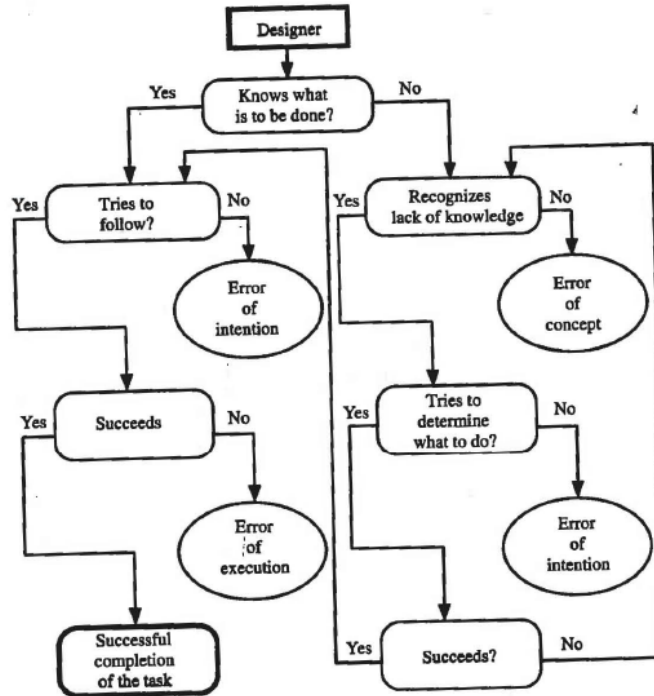 Designer
Yes
Knows what
is to be done?
No
Yes
Tries to
follow?
No
Yes
Recognizes
lack of knowledge
No
Error
of
intention
Error
of
concept
Yes
Succeeds
No
Yes
Tries to
determine
what to do?
No
Error
of
execution
Error
of
intention
Successful
completion
of the task
Yes
Succeeds?
No